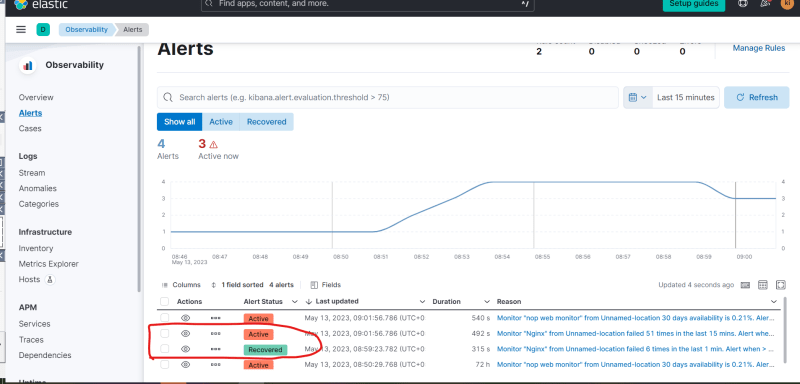 elastic
Find apps, content, and more.
^/
Setup guides
ki
D
Observability
Alerts
Observability
Overview
Alerts
Cases
Logs
Stream
Anomalies
Categories
Infrastructure
Inventory
Metrics Explorer
Hosts
APM
Services
Traces
Dependencies
Alerts
2
0
0
0
Manage Rules
Search alerts (e.g. kibana.alert.evaluation.threshold > 75)
Last 15 minutes
Refresh
Show all
Active
Recovered
4
Alerts
3
Active now
4
3
2
1
0
4
3
2
1
0
08:46
08:47
08:48
08:49
08:50
08:51
08:52
08:53
08:54
08:55
08:56
08:57
08:58
08:59
09:00
May 13, 2023
Columns
1 field sorted
4 alerts
Fields
Updated 4 seconds ago
Actions
Alert Status
Last updated
Duration
Reason
Active
May 13, 2023, 09:01:56.786 (UTC+0
540 s
Monitor "nop web monitor" from Unnamed-location 30 days availability is 0.21%. Aler...
Active
May 13, 2023, 09:01:56.786 (UTC+0
492 s
Monitor "Nginx" from Unnamed-location failed 51 times in the last 15 mins. Alert whe...
Recovered
May 13, 2023, 08:59:23.782 (UTC+0
315 s
Monitor "Nginx" from Unnamed-location failed 6 times in the last 1 min. Alert when > ...
Active
May 13, 2023, 08:50:29.766 (UTC+0
72 h
Monitor "nop web monitor" from Unnamed-location 30 days availability is 0.21%. Aler...